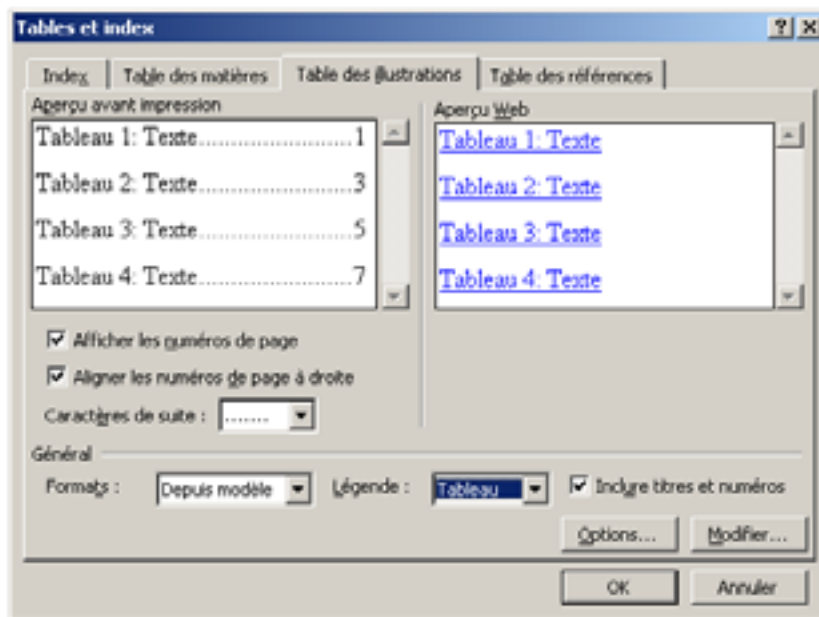 Tables et index
Index Table des matières Table des illustrations Table des références
Aperçu avant impression
Tableau 1: Texte............................1
Tableau 2: Texte............................3
Tableau 3: Texte............................5
Tableau 4: Texte............................7
Aperçu Web
Tableau 1: Texte
Tableau 2: Texte
Tableau 3: Texte
Tableau 4: Texte
Afficher les numéros de page
Aligner les numéros de page à droite
Caractères de suite : .......
Général
Formats : Depuis modèle Légende : Tableau Inclure titres et numéros
Options... Modifier...
OK Annuler